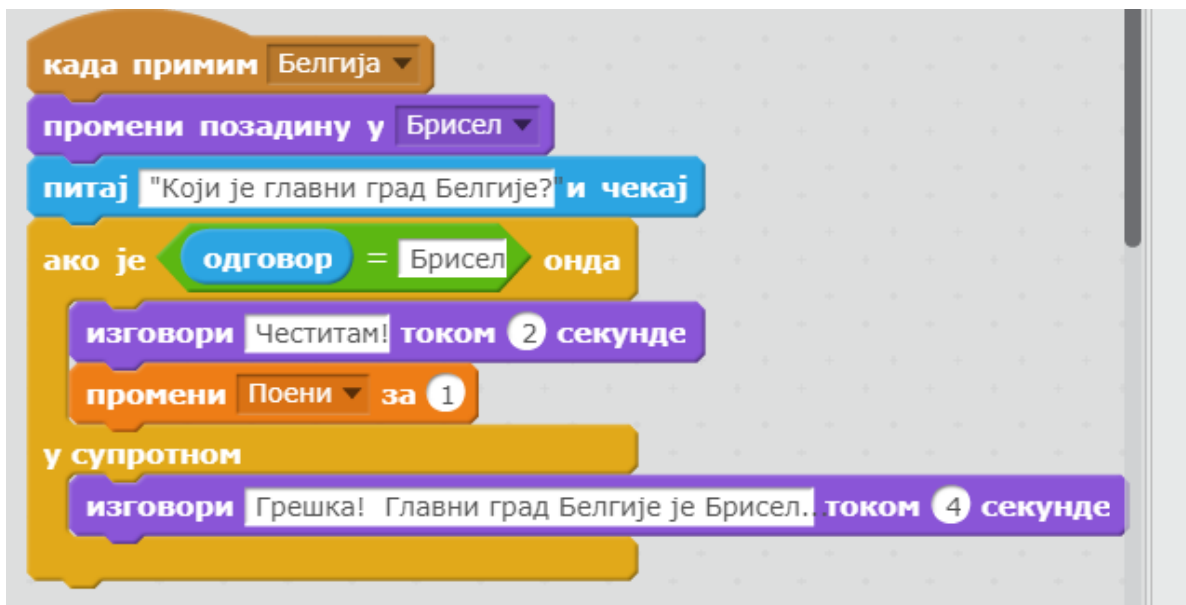 када примим Белгија
промени позадину у Брисел
питај "Који је главни град Белгије?" и чекај
ако је одговор = Брисел онда
изговори Честитам! током 2 секунде
промени Поени за 1
у супротном
изговори Грешка! Главни град Белгије је Брисел... током 4 секунде